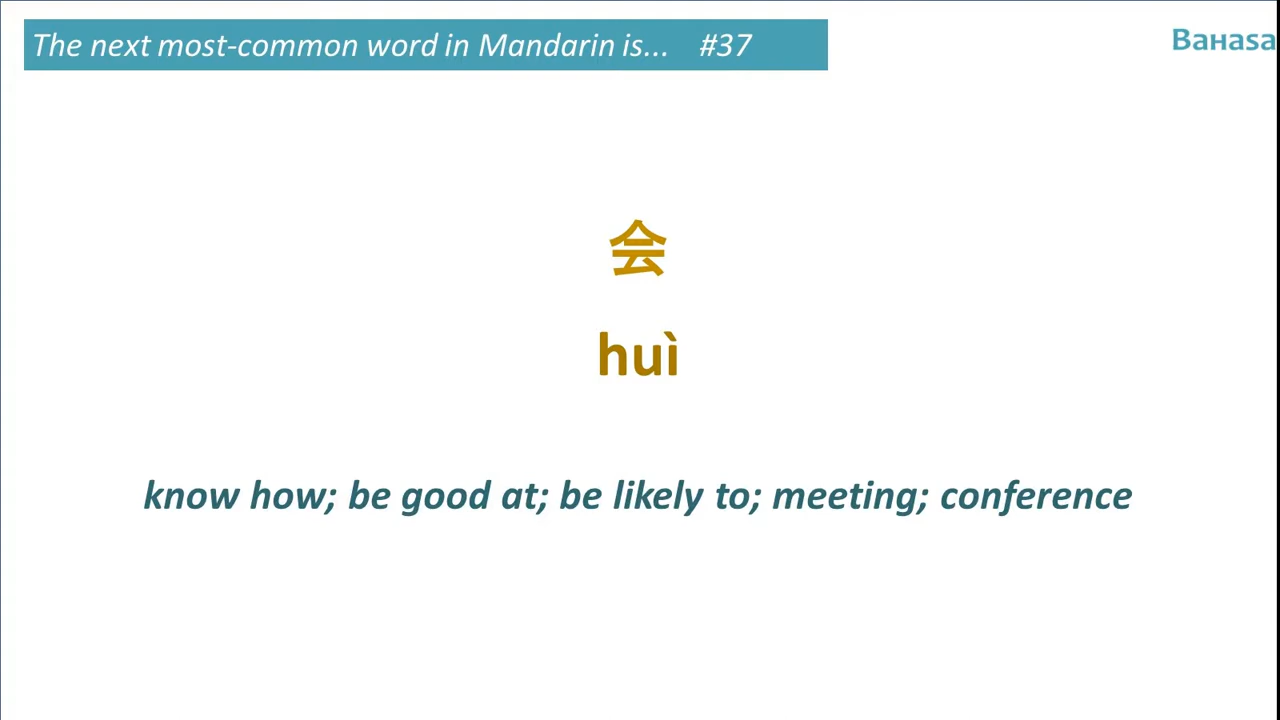 The next most-common word in Mandarin is... #37
Ванаsа
会
huì
know how; be good at; be likely to; meeting; conference